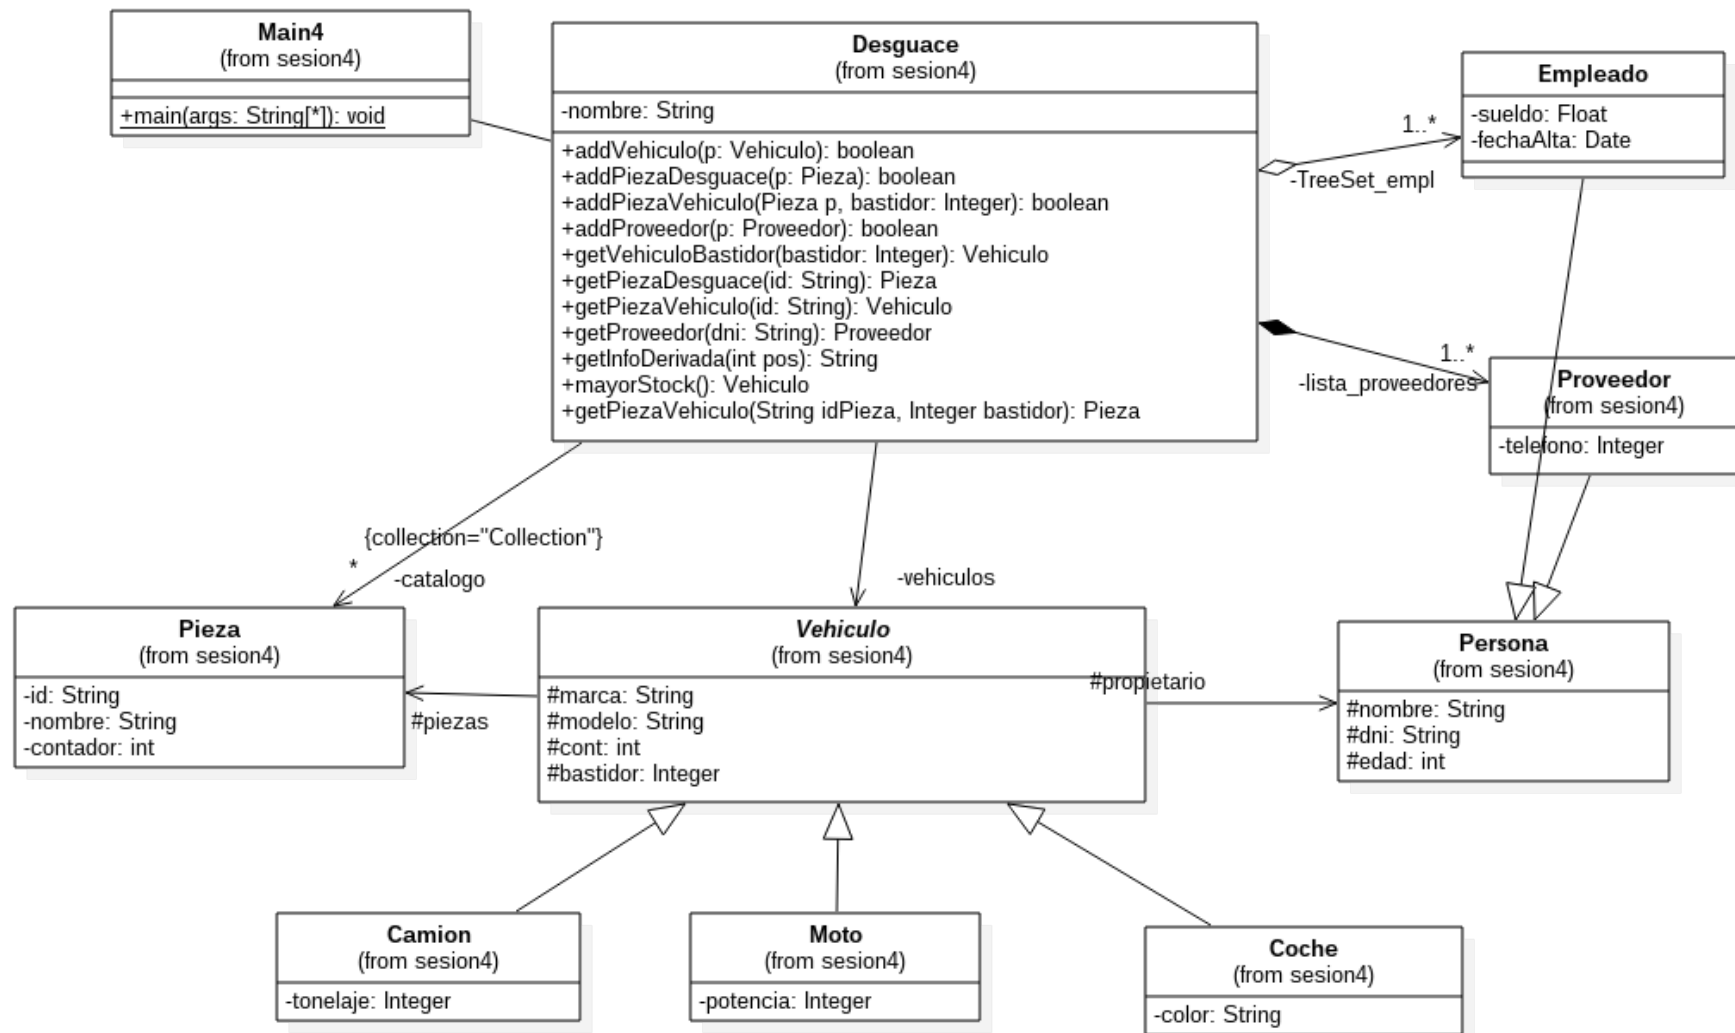 Main4
(from sesion4)
+main(args: String[*]): void
Desguace
(from sesion4)
-nombre: String
+addVehiculo(p: Vehiculo): boolean
+addPiezaDesguace(p: Pieza): boolean
+addPiezaVehiculo(Pieza p, bastidor: Integer): boolean
+addProveedor(p: Proveedor): boolean
+getVehiculoBastidor(bastidor: Integer): Vehiculo
+getPiezaDesguace(id: String): Pieza
+getPiezaVehiculo(id: String): Vehiculo
+getProveedor(dni: String): Proveedor
+getInfoDerivada(int pos): String
+mayorStock(): Vehiculo
+getPiezaVehiculo(String idPieza, Integer bastidor): Pieza
Empleado
-sueldo: Float
-fechaAlta: Date
1..*
-TreeSet_empl
1..*
-lista_proveedores
Proveedor
(from sesion4)
-telefono: Integer
{collection="Collection"}
*
-catalogo
-vehiculos
Pieza
(from sesion4)
-id: String
-nombre: String
-contador: int
#piezas
Vehiculo
(from sesion4)
#marca: String
#modelo: String
#cont: int
#bastidor: Integer
#propietario
Persona
(from sesion4)
#nombre: String
#dni: String
#edad: int
Camion
(from sesion4)
-tonelaje: Integer
Moto
(from sesion4)
-potencia: Integer
Coche
(from sesion4)
-color: String